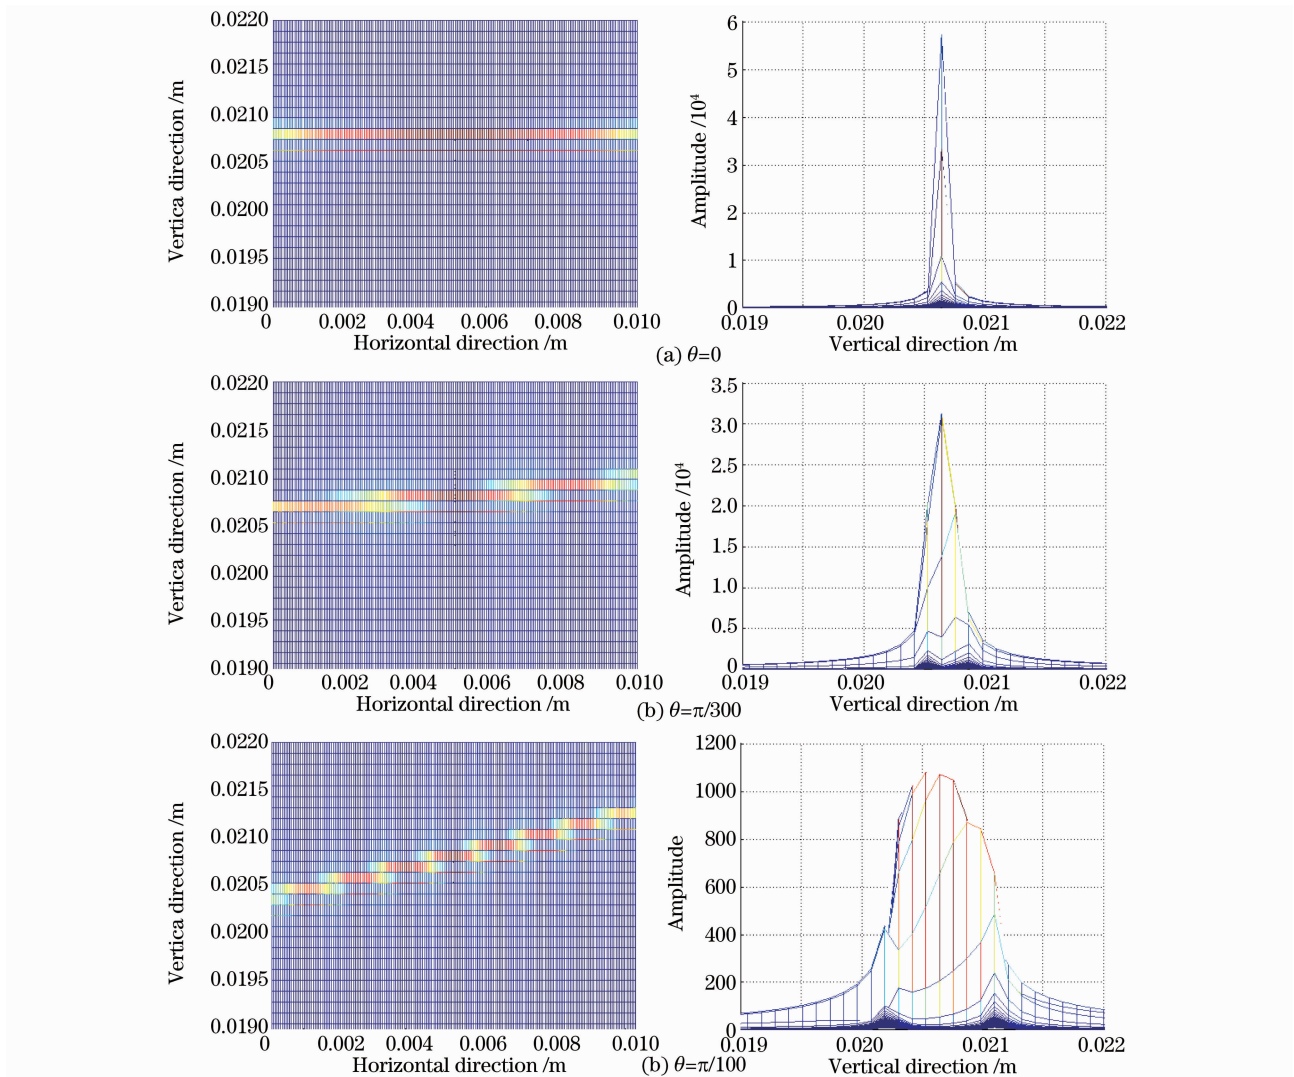 0.0220
0.0215
0.0210
0.0205
0.0200
0.0195
0.0190
Vertica direction /m
0 0.002 0.004 0.006 0.008 0.010
Horizontal direction /m
6
5
4
3
2
1
0
Amplitude /10⁴
0.019 0.020 0.021 0.022
Vertical direction /m
(a) θ=0
0.0220
0.0215
0.0210
0.0205
0.0200
0.0195
0.0190
Vertica direction /m
0 0.002 0.004 0.006 0.008 0.010
Horizontal direction /m
3.5
3.0
2.5
2.0
1.5
1.0
0.5
0
Amplitude /10⁴
0.019 0.020 0.021 0.022
Vertical direction /m
(b) θ=π/300
0.0220
0.0215
0.0210
0.0205
0.0200
0.0195
0.0190
Vertica direction /m
0 0.002 0.004 0.006 0.008 0.010
Horizontal direction /m
1200
1000
800
600
400
200
0
Amplitude
0.019 0.020 0.021 0.022
Vertical direction /m
(b) θ=π/100